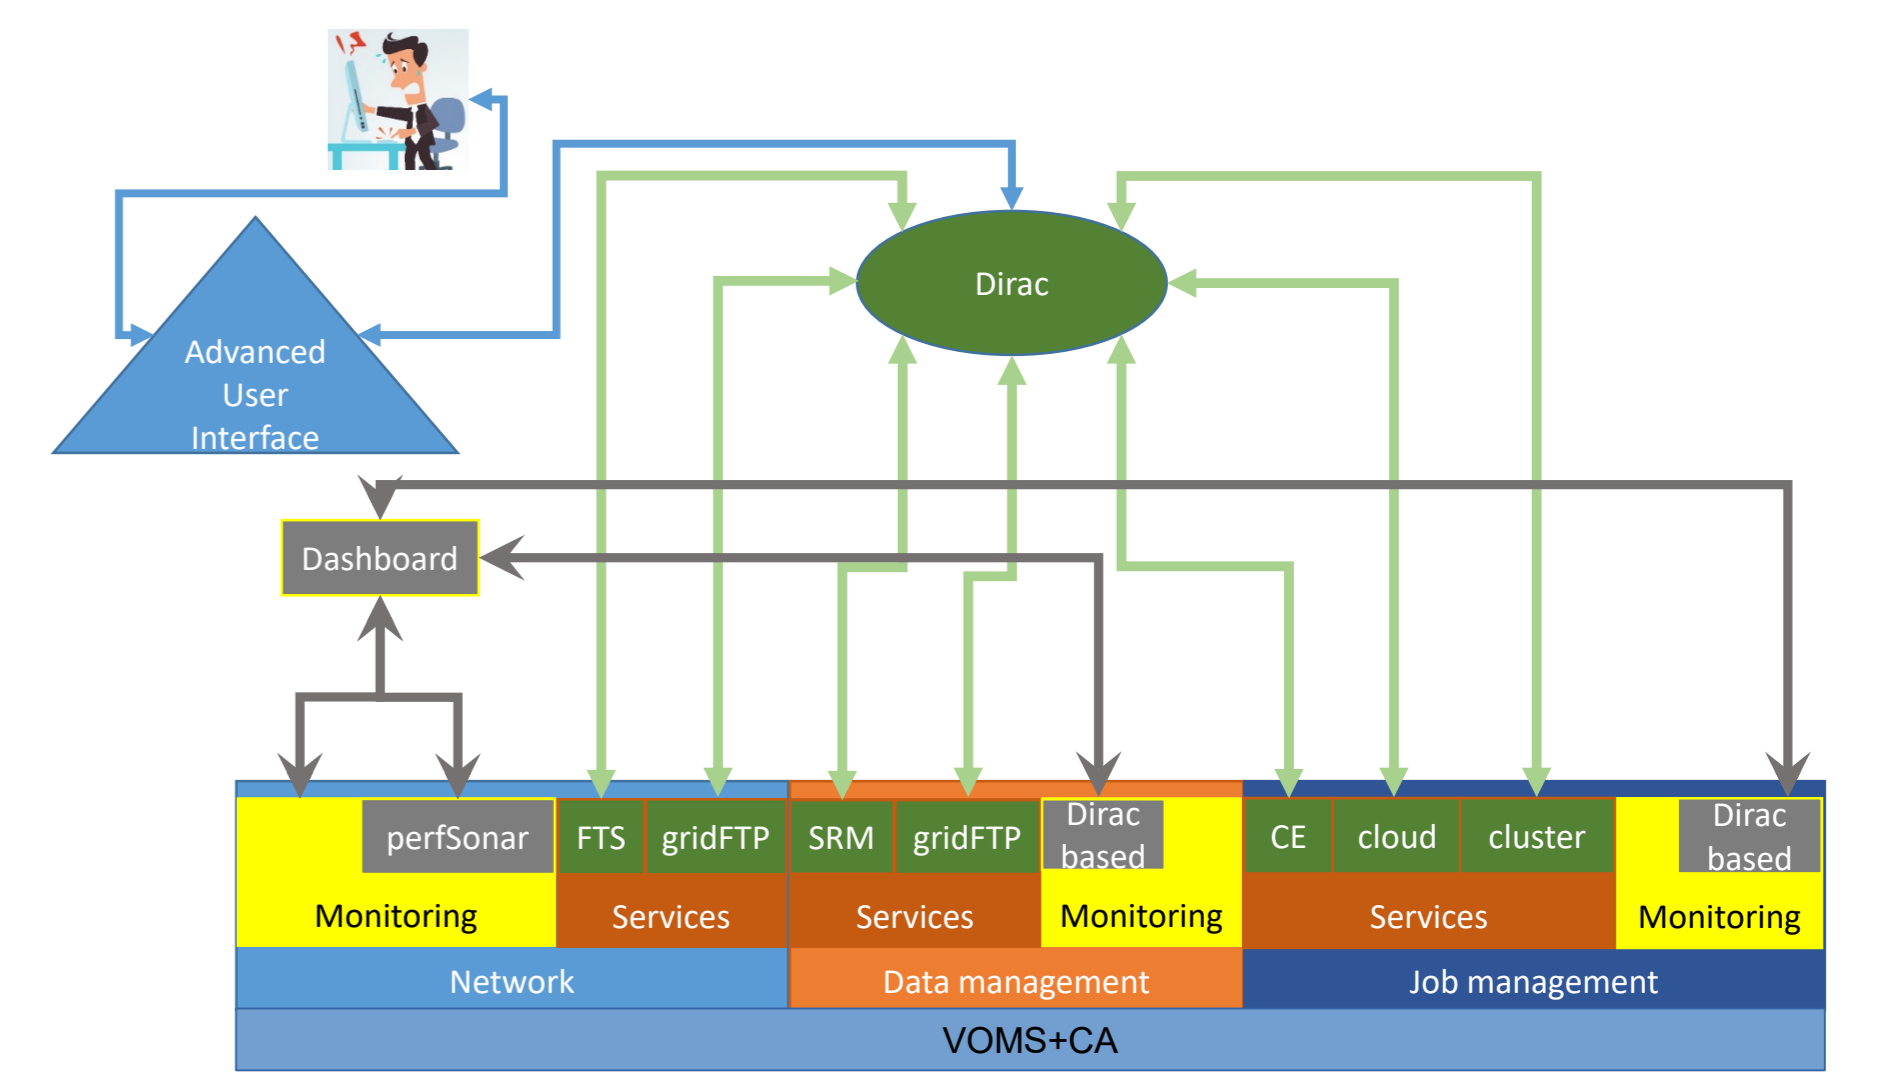 Dirac
Advanced
User
Interface
Dashboard
perfSonar
FTS
gridFTP
SRM
gridFTP
Dirac
based
CE
cloud
cluster
Dirac
based
Monitoring
Services
Services
Monitoring
Services
Monitoring
Network
Data management
Job management
VOMS+CA